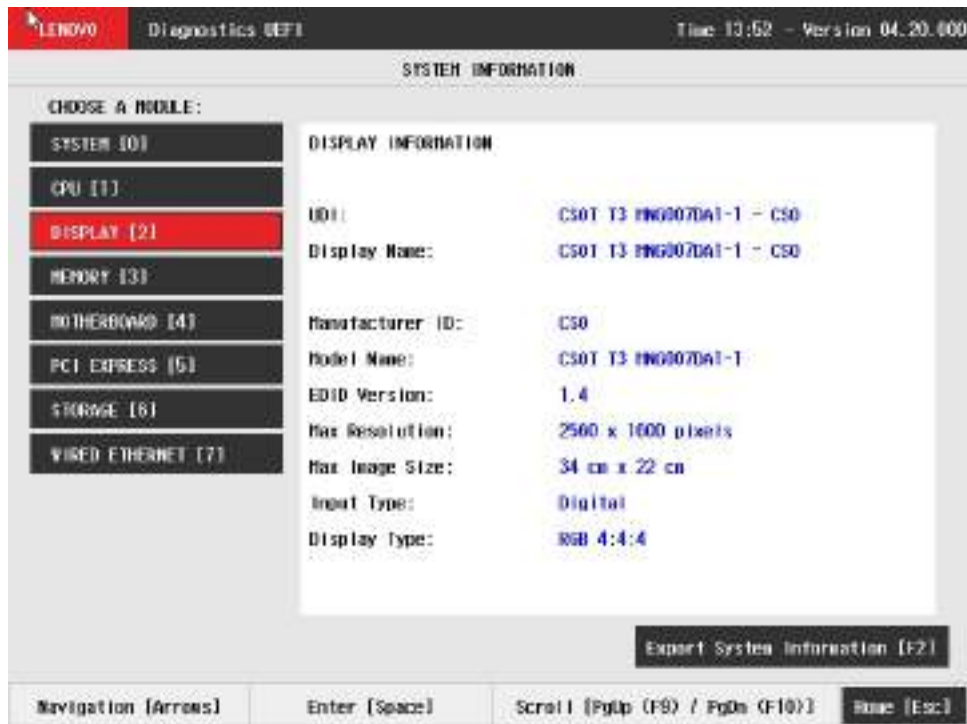 LENOVO Diagnostics UEFI Time 13:52 - Version 04.20.000
SYSTEM INFORMATION
CHOOSE A MODULE:
SYSTEM [0]
CPU [1]
DISPLAY [2]
MEMORY [3]
MOTHERBOARD [4]
PCI EXPRESS [5]
STORAGE [6]
WIRED ETHERNET [7]
DISPLAY INFORMATION
UDI: CSOT T3 MNG007DA1-1 - CSO
Display Name: CSOT T3 MNG007DA1-1 - CSO
Manufacturer ID: CSO
Model Name: CSOT T3 MNG007DA1-1
EDID Version: 1.4
Max Resolution: 2560 x 1600 pixels
Max Image Size: 34 cm x 22 cm
Input Type: Digital
Display Type: RGB 4:4:4
Export System Information [F2]
Navigation [Arrows] Enter [Space] Scroll [PgUp (F9) / PgDn (F10)] Home [Esc]